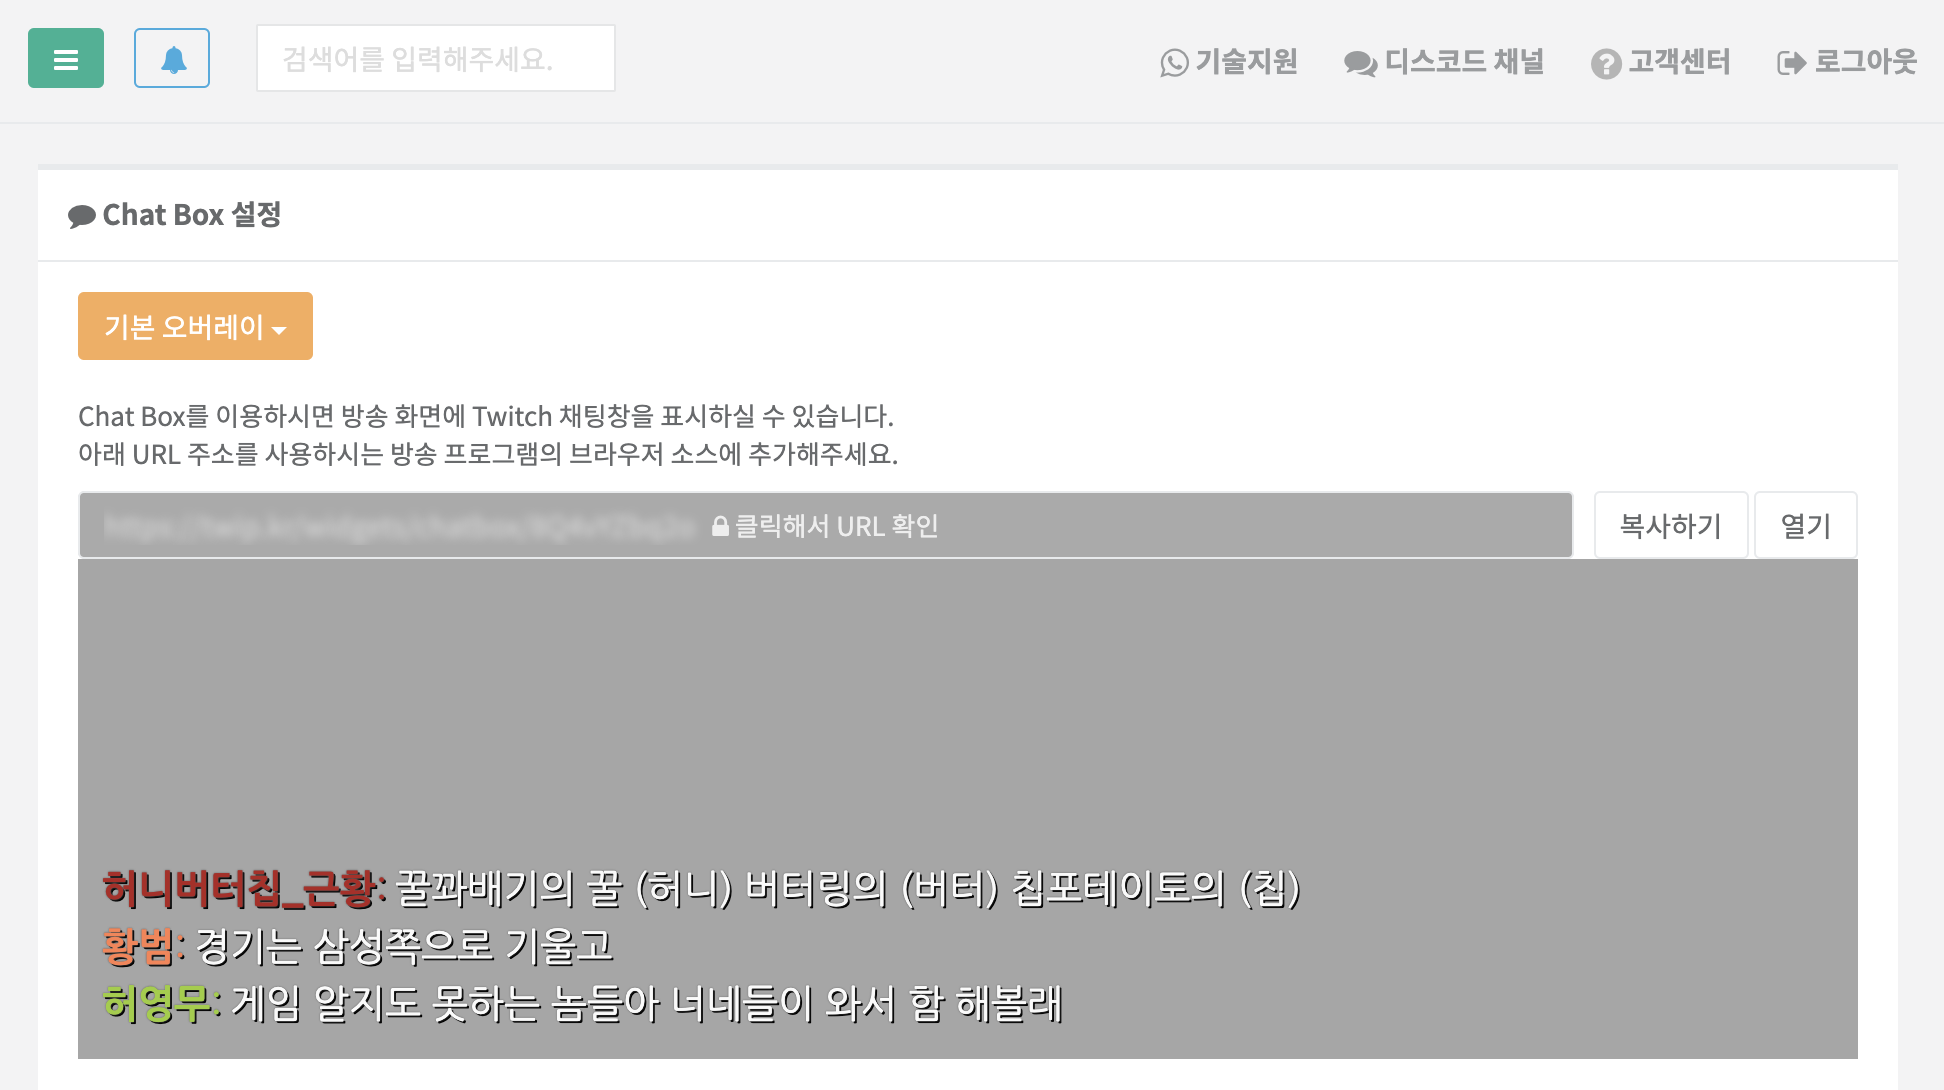 검색어를 입력해주세요.
기술지원
디스코드 채널
고객센터
로그아웃
Chat Box 설정
기본 오버레이
Chat Box를 이용하시면 방송 화면에 Twitch 채팅창을 표시하실 수 있습니다.
아래 URL 주소를 사용하시는 방송 프로그램의 브라우저 소스에 추가해주세요.
클릭해서 URL 확인
복사하기
열기
허니버터칩_근황: 꿀꽈배기의 꿀 (허니) 버터링의 (버터) 칩포테이토의 (칩)
황범: 경기는 삼성쪽으로 기울고
허영무: 게임 알지도 못하는 놈들아 너네들이 와서 함 해볼래